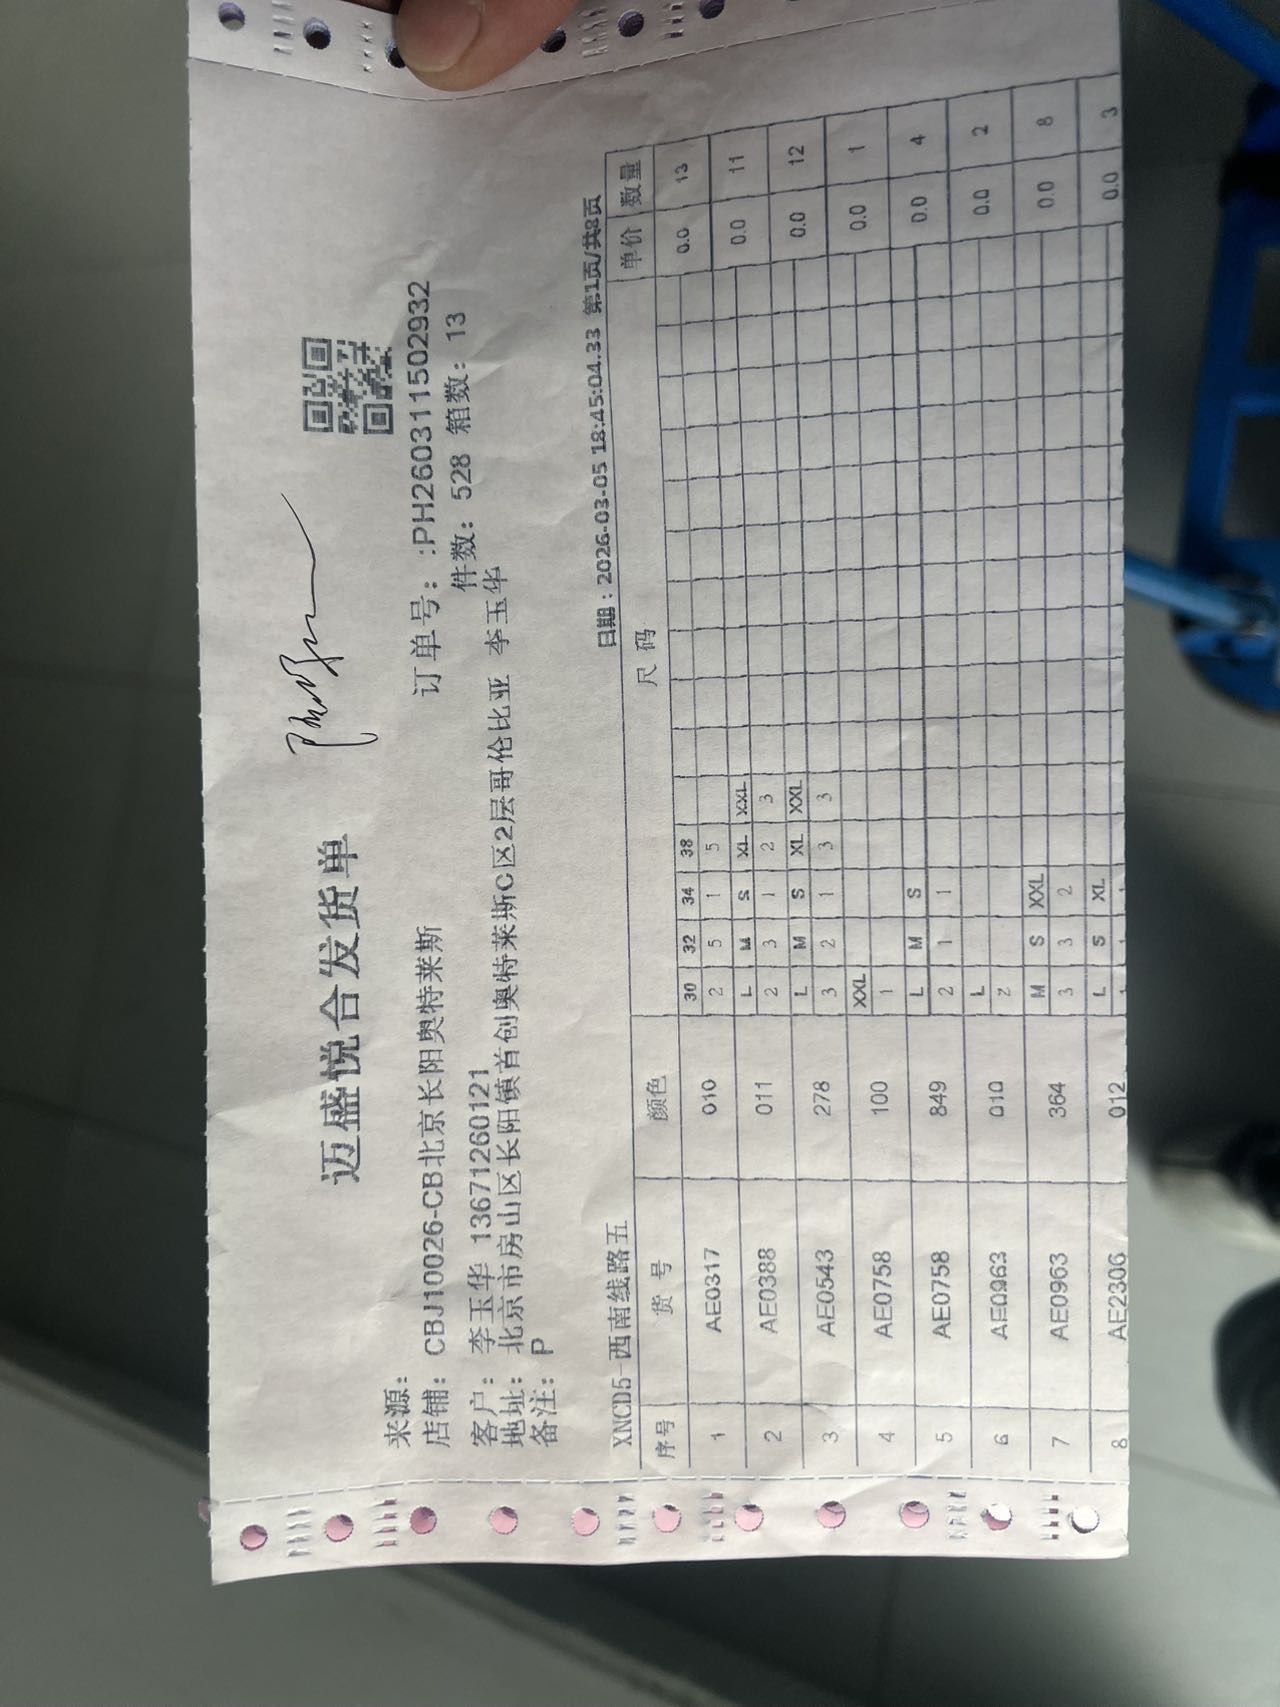 迈盛悦合发货单
来源：
店铺： CBJ10026-CB北京长阳奥特莱斯 订单号：:PH2603115029​32
客户： 李玉华 13671260121 件数：528 箱数：13
地址：北京市房山区长阳镇首创奥特莱斯C区2层哥伦比亚 李玉华
备注：P
XNCD5-西南线路五 日期：2026-03-05 18:45:04.33 第1页/共8页
序号 货号 颜色 尺码 单价 数量
30 32 34 38
1 AE0317 010 2 5 1 5 0.0 13
L M S XL XXL
2 AE0388 011 2 3 1 2 3 0.0 11
L M S XL XXL
3 AE0543 278 3 2 1 3 3 0.0 12
XXL
4 AE0758 100 1 0.0 1
L M S
5 AE0758 849 2 1 1 0.0 4
L
6 AE0963 010 2 0.0 2
M S XXL
7 AE0963 364 3 3 2 0.0 8
L S XL
8 AE2306 012 1 1 1 0.0 3